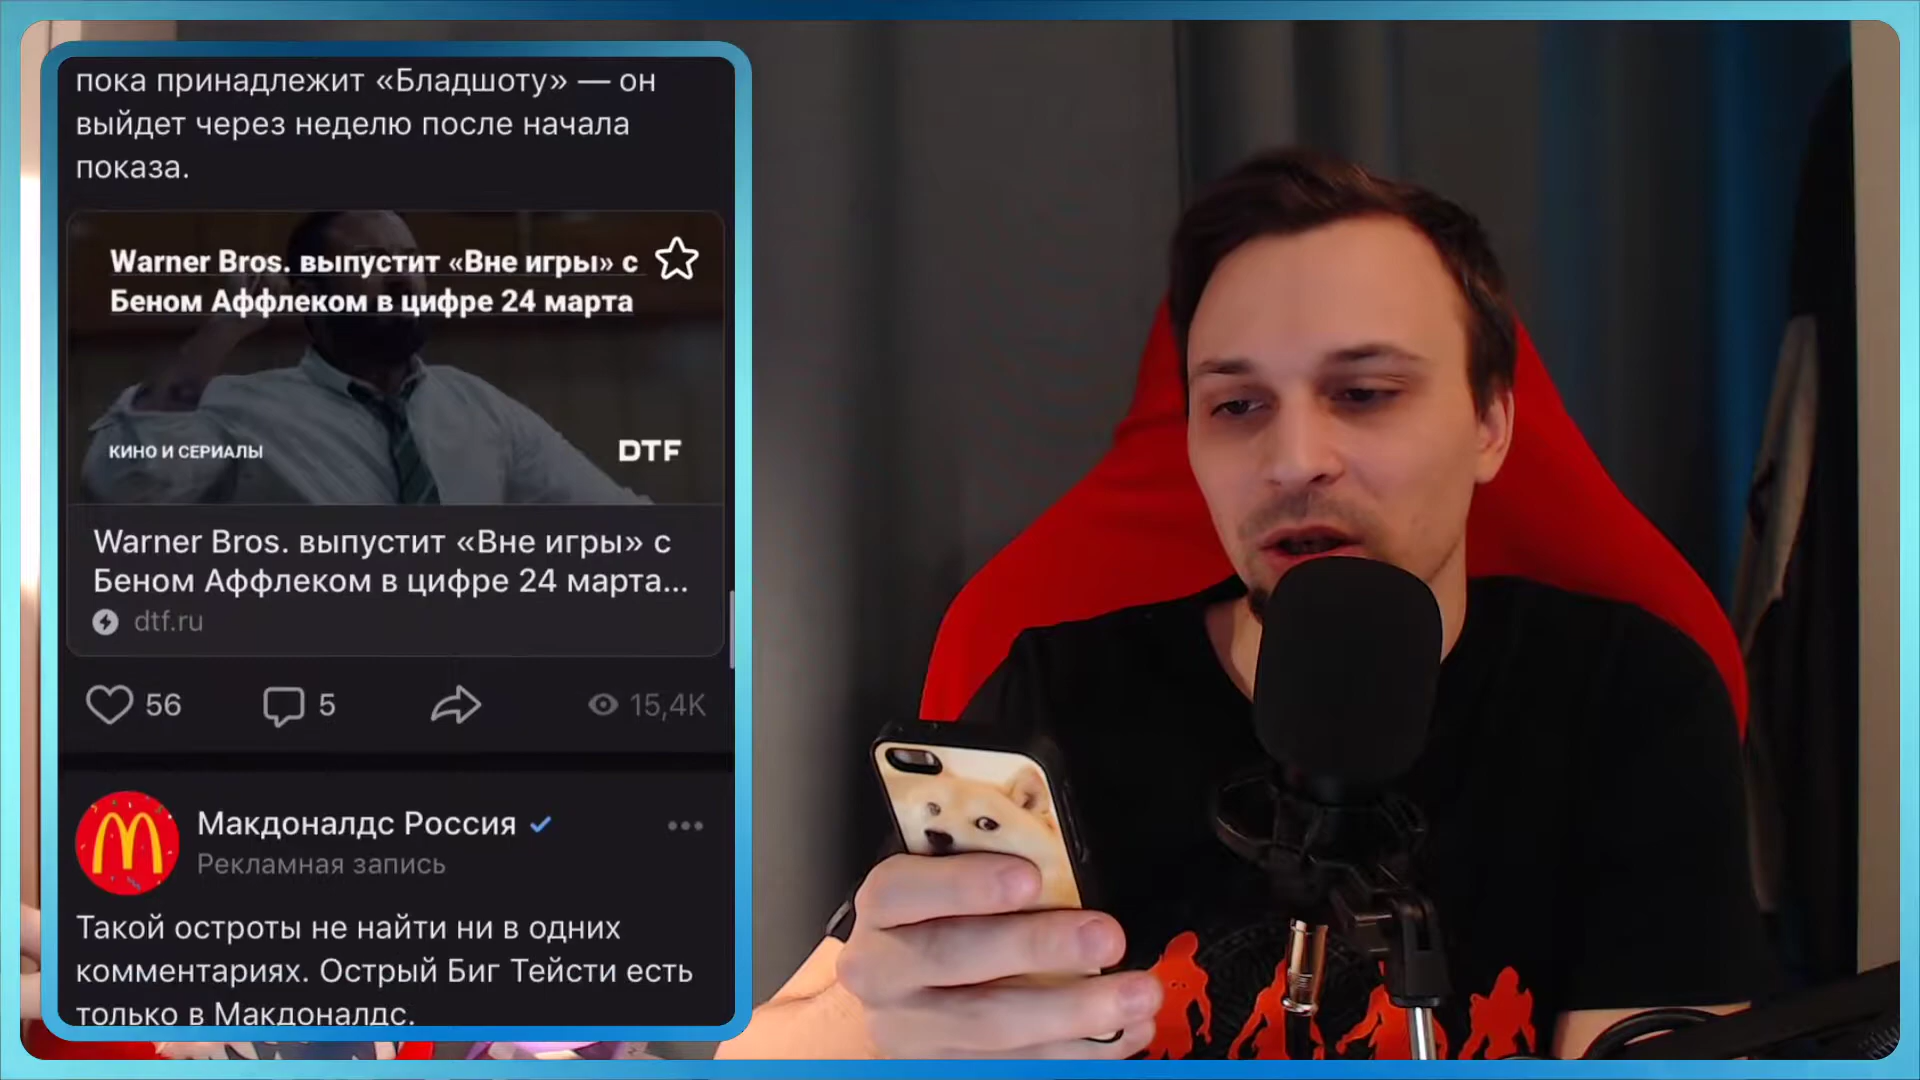 пока принадлежит «Бладшоту» — он
выйдет через неделю после начала
показа.
Warner Bros. выпустит «Вне игры» с
Беном Аффлеком в цифре 24 марта
КИНО И СЕРИАЛЫ
DTF
Warner Bros. выпустит «Вне игры» с
Беном Аффлеком в цифре 24 марта...
dtf.ru
56
5
15,4K
Макдоналдс Россия
Рекламная запись
Такой остроты не найти ни в одних
комментариях. Острый Биг Тейсти есть
только в Макдоналдс.